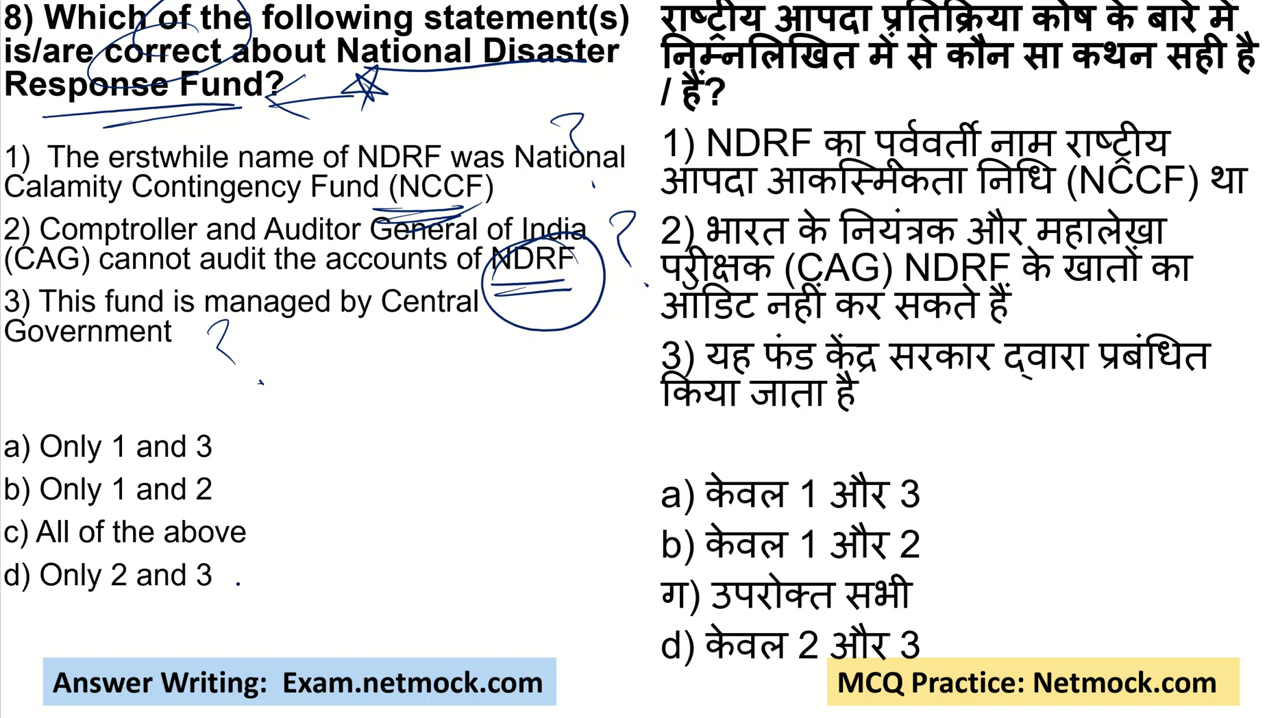 8) Which of the following statement(s)
is/are correct about National Disaster
Response Fund?
1) The erstwhile name of NDRF was National
Calamity Contingency Fund (NCCF)
2) Comptroller and Auditor General of India
(CAG) cannot audit the accounts of NDRF
3) This fund is managed by Central
Government
a) Only 1 and 3
b) Only 1 and 2
c) All of the above
d) Only 2 and 3
राष्ट्रीय आपदा प्रतिक्रिया कोष के बारे में
निम्नलिखित में से कौन सा कथन सही है
/ हैं?
1) NDRF का पूर्ववर्ती नाम राष्ट्रीय
आपदा आकस्मिकता निधि (NCCF) था
2) भारत के नियंत्रक और महालेखा
परीक्षक (CAG) NDRF के खातों का
ऑडिट नहीं कर सकते हैं
3) यह फंड केंद्र सरकार द्वारा प्रबंधित
किया जाता है
a) केवल 1 और 3
b) केवल 1 और 2
ग) उपरोक्त सभी
d) केवल 2 और 3
Answer Writing: Exam.netmock.com
MCQ Practice: Netmock.com